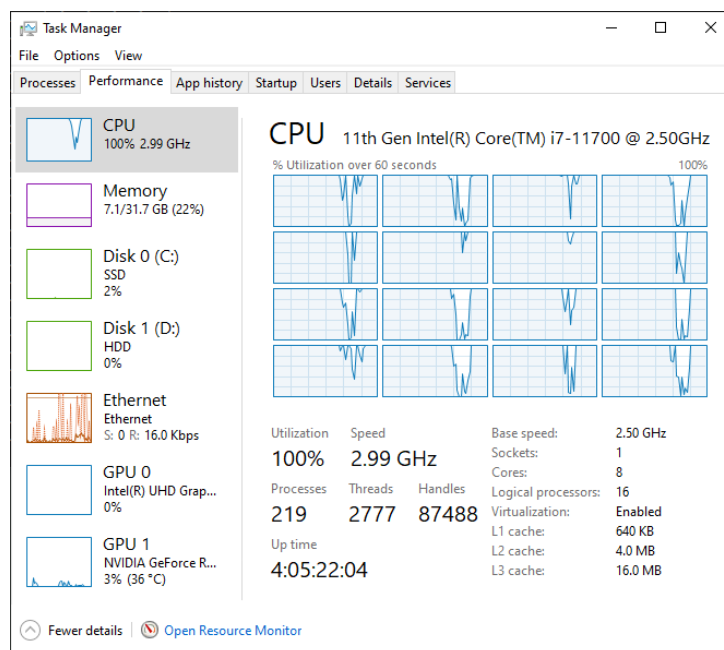 Task Manager
File Options View
Processes Performance App history Startup Users Details Services
CPU
100% 2.99 GHz
Memory
7.1/31.7 GB (22%)
Disk 0 (C:)
SSD
2%
Disk 1 (D:)
HDD
0%
Ethernet
Ethernet
S: 0 R: 16.0 Kbps
GPU 0
Intel(R) UHD Grap...
0%
GPU 1
NVIDIA GeForce R...
3% (36 °C)
CPU 11th Gen Intel(R) Core(TM) i7-11700 @ 2.50GHz
% Utilization over 60 seconds 100%
Utilization Speed
100% 2.99 GHz
Processes Threads Handles
219 2777 87488
Up time
4:05:22:04
Base speed: 2.50 GHz
Sockets: 1
Cores: 8
Logical processors: 16
Virtualization: Enabled
L1 cache: 640 KB
L2 cache: 4.0 MB
L3 cache: 16.0 MB
Fewer details Open Resource Monitor